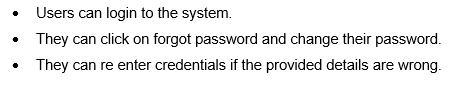 • Users can login to the system.
• They can click on forgot password and change their password.
• They can re enter credentials if the provided details are wrong.